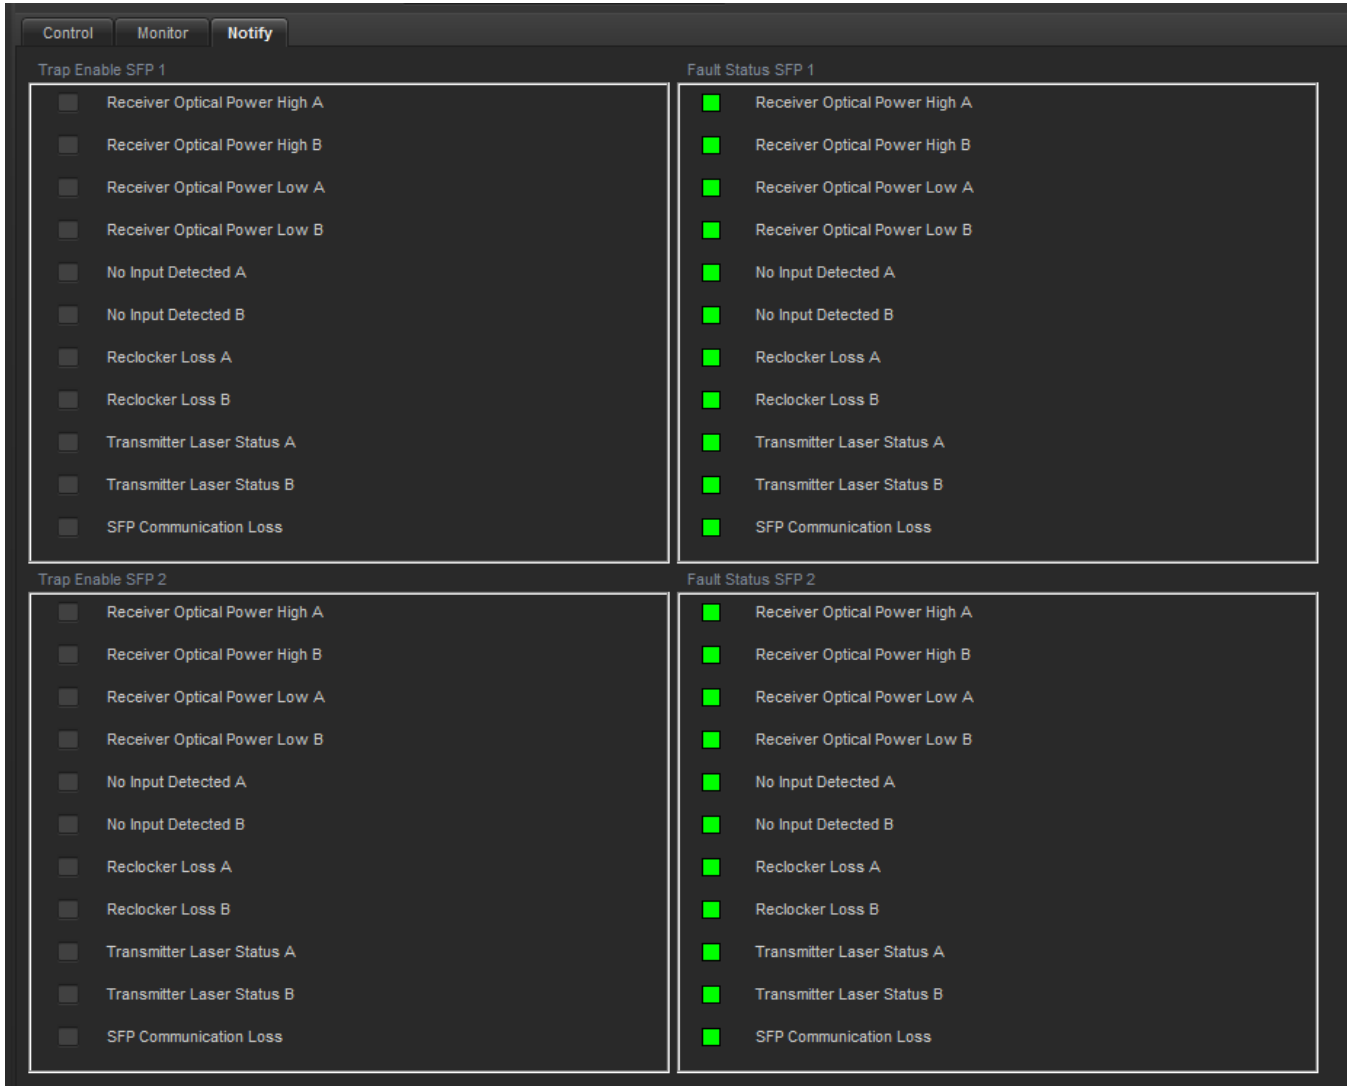 Control Monitor Notify
Trap Enable SFP 1
Receiver Optical Power High A
Receiver Optical Power High B
Receiver Optical Power Low A
Receiver Optical Power Low B
No Input Detected A
No Input Detected B
Reclocker Loss A
Reclocker Loss B
Transmitter Laser Status A
Transmitter Laser Status B
SFP Communication Loss
Fault Status SFP 1
Receiver Optical Power High A
Receiver Optical Power High B
Receiver Optical Power Low A
Receiver Optical Power Low B
No Input Detected A
No Input Detected B
Reclocker Loss A
Reclocker Loss B
Transmitter Laser Status A
Transmitter Laser Status B
SFP Communication Loss
Trap Enable SFP 2
Receiver Optical Power High A
Receiver Optical Power High B
Receiver Optical Power Low A
Receiver Optical Power Low B
No Input Detected A
No Input Detected B
Reclocker Loss A
Reclocker Loss B
Transmitter Laser Status A
Transmitter Laser Status B
SFP Communication Loss
Fault Status SFP 2
Receiver Optical Power High A
Receiver Optical Power High B
Receiver Optical Power Low A
Receiver Optical Power Low B
No Input Detected A
No Input Detected B
Reclocker Loss A
Reclocker Loss B
Transmitter Laser Status A
Transmitter Laser Status B
SFP Communication Loss